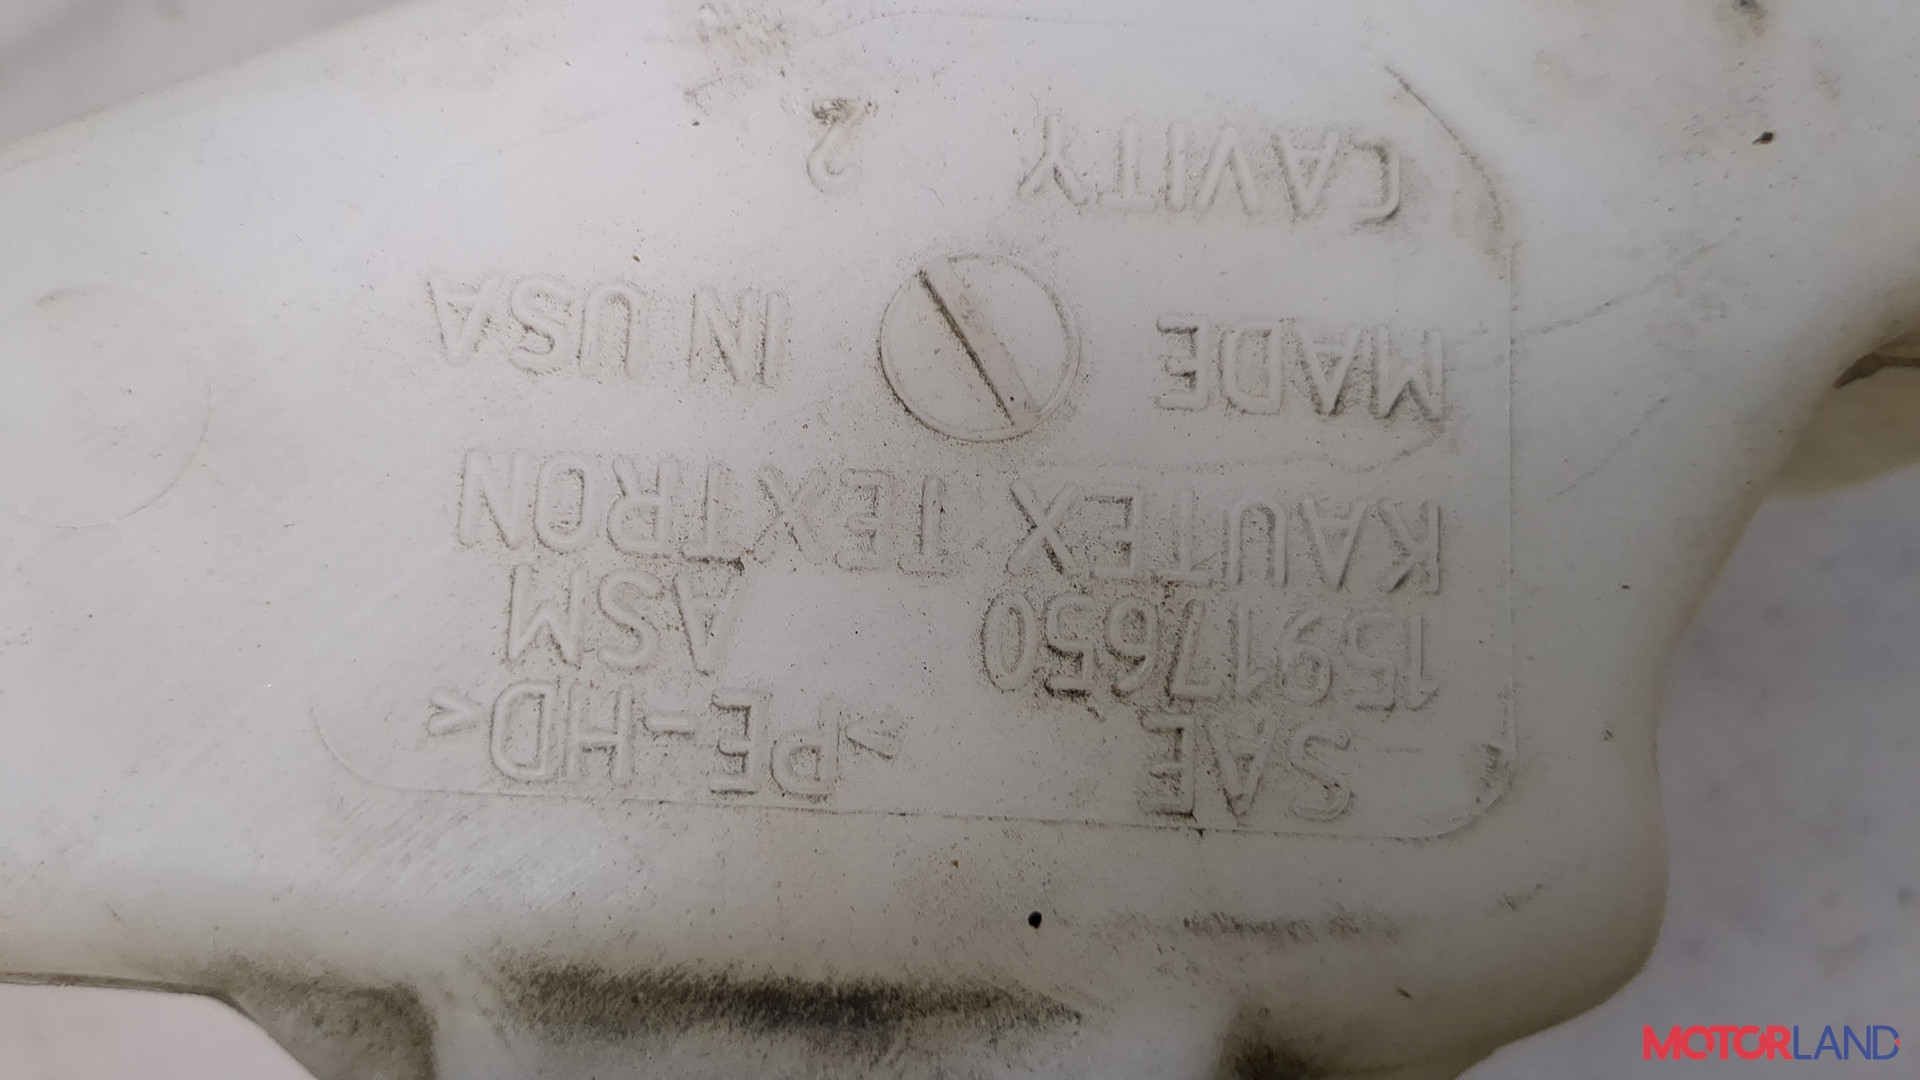 SAE >PE-HD<
15917650 ASM
KAUTEX TEXTRON
MADE IN USA
CAVITY 2
MOTORLAND